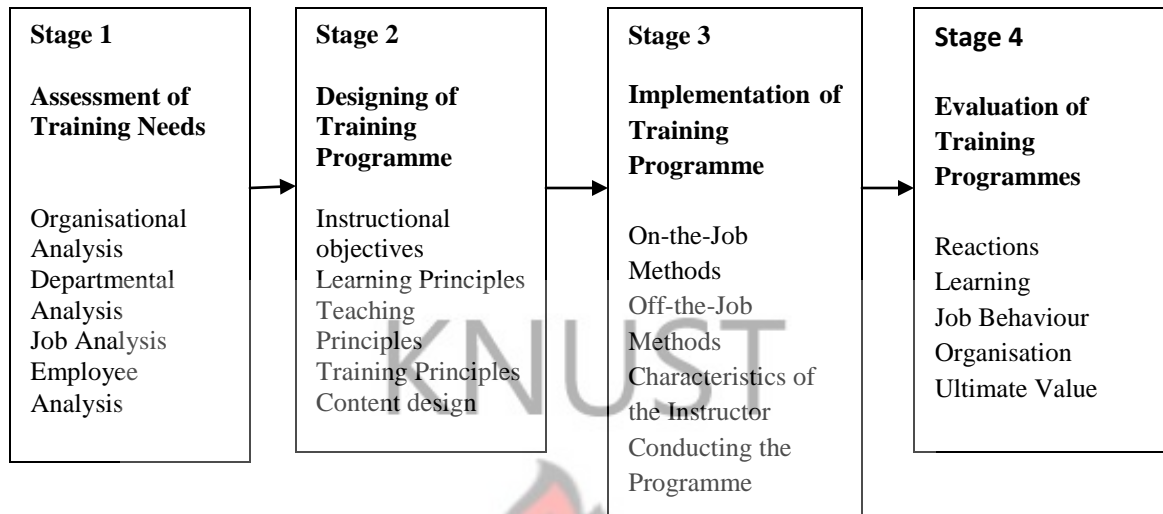 Stage 1
Assessment of
Training Needs
Organisational
Analysis
Departmental
Analysis
Job Analysis
Employee
Analysis
Stage 2
Designing of
Training
Programme
Instructional
objectives
Learning Principles
Teaching
Principles
Training Principles
Content design
Stage 3
Implementation of
Training
Programme
On-the-Job
Methods
Off-the-Job
Methods
Characteristics of
the Instructor
Conducting the
Programme
Stage 4
Evaluation of
Training
Programmes
Reactions
Learning
Job Behaviour
Organisation
Ultimate Value
KNUST